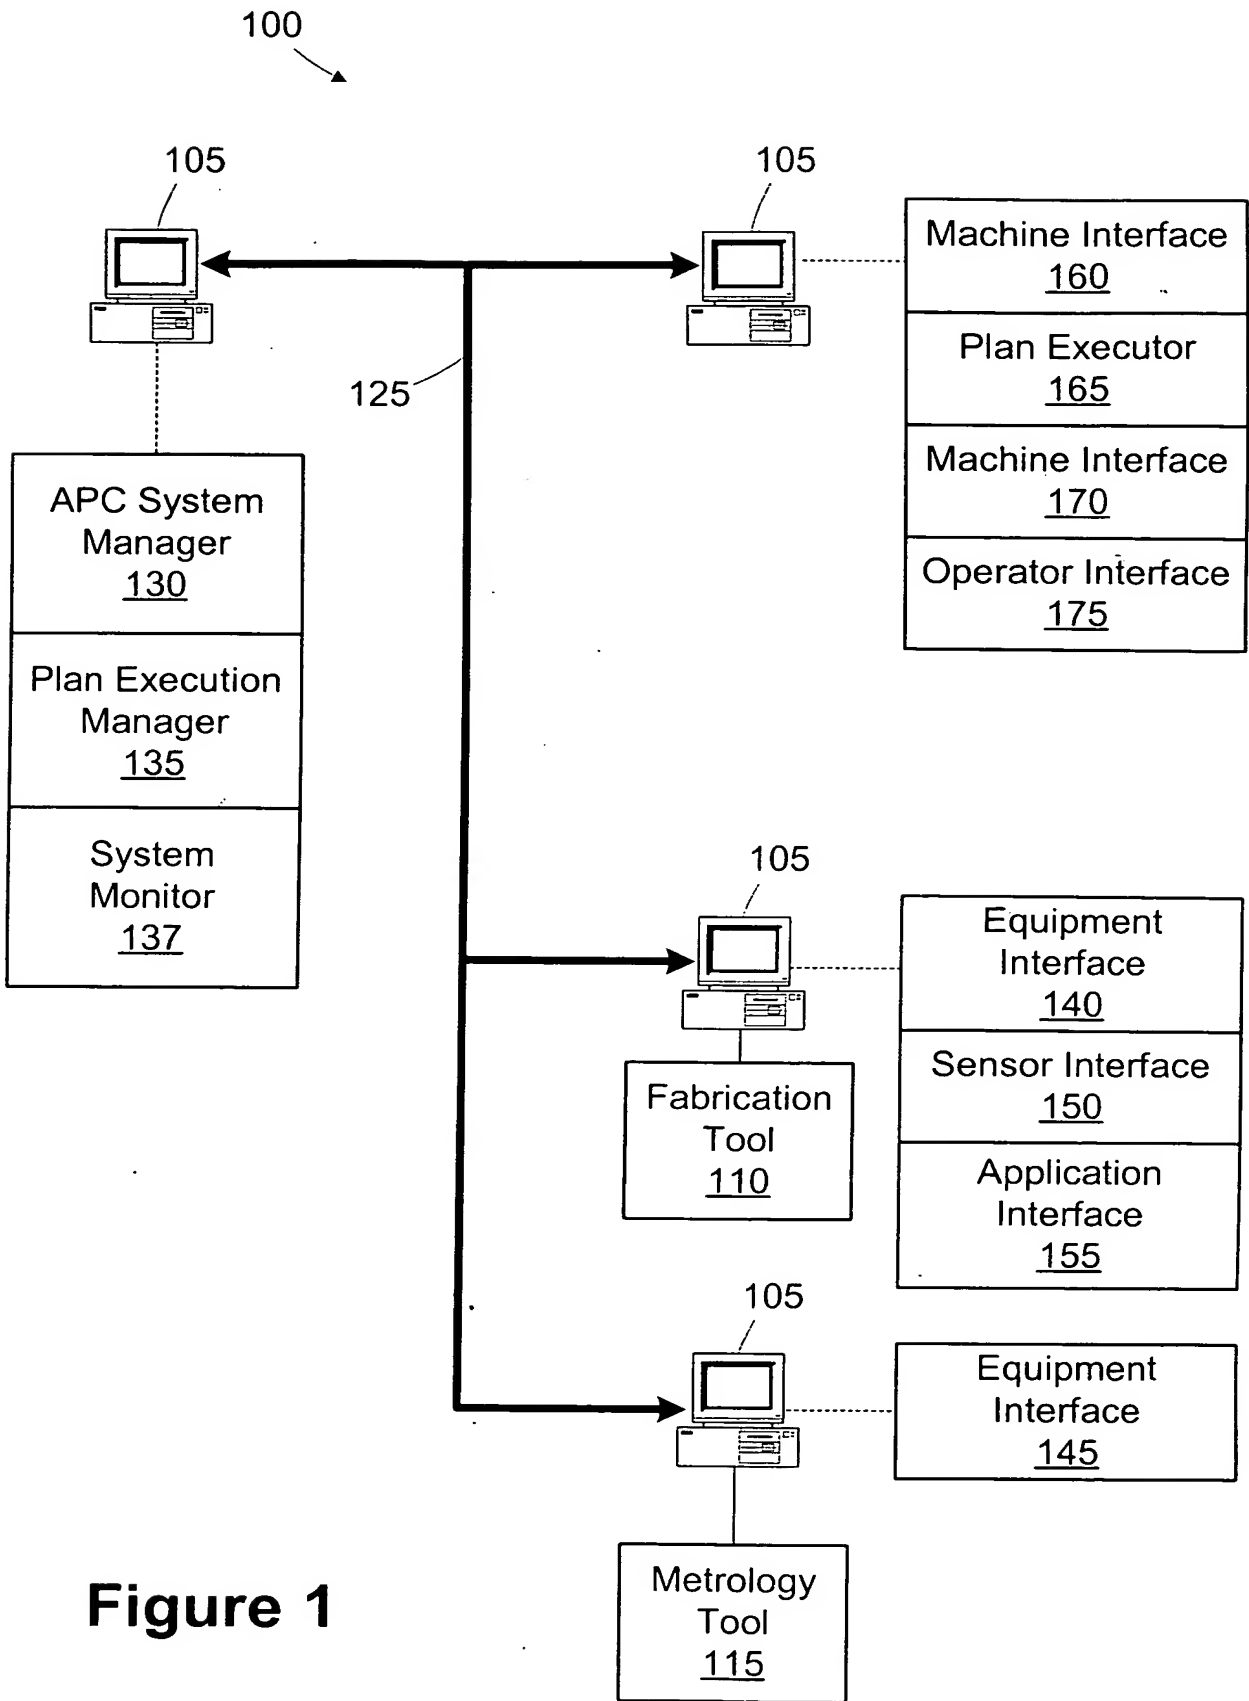 100
105
105
Machine Interface
160
Plan Executor
165
Machine Interface
170
Operator Interface
175
125
APC System
Manager
130
Plan Execution
Manager
135
System
Monitor
137
105
Equipment
Interface
140
Sensor Interface
150
Application
Interface
155
Fabrication
Tool
110
105
Equipment
Interface
145
Metrology
Tool
115
Figure 1